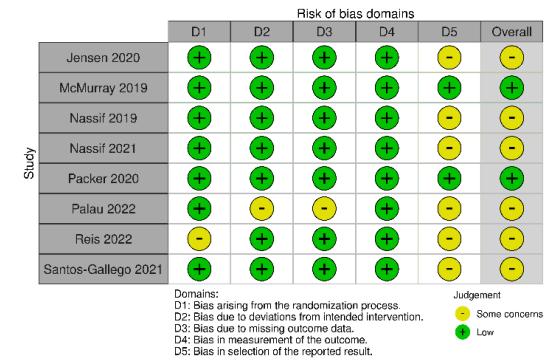 Risk of bias domains
D1 D2 D3 D4 D5 Overall
Study
Jensen 2020 + + + + - -
McMurray 2019 + + + + + +
Nassif 2019 + + + + - -
Nassif 2021 + + + + - -
Packer 2020 + + + + + +
Palau 2022 + - - + - -
Reis 2022 - + + + - -
Santos-Gallego 2021 + + + + - -
Domains:
D1: Bias arising from the randomization process.
D2: Bias due to deviations from intended intervention.
D3: Bias due to missing outcome data.
D4: Bias in measurement of the outcome.
D5: Bias in selection of the reported result.
Judgement
- Some concerns
+ Low